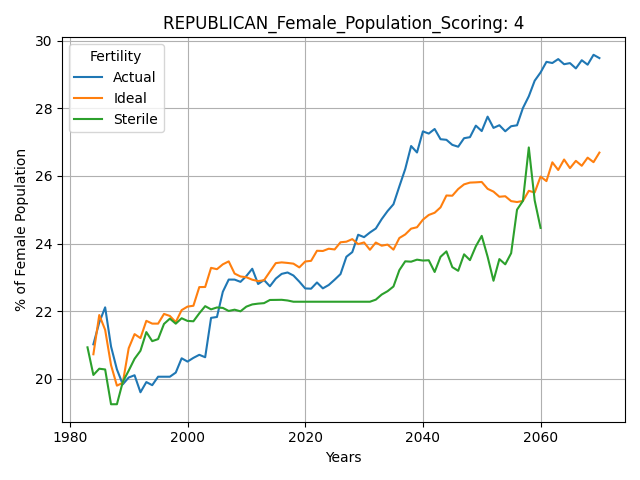 REPUBLICAN_Female_Population_Scoring: 4
Fertility
Actual
Ideal
Sterile
% of Female Population
30
28
26
24
22
20
1980
2000
2020
2040
2060
Years